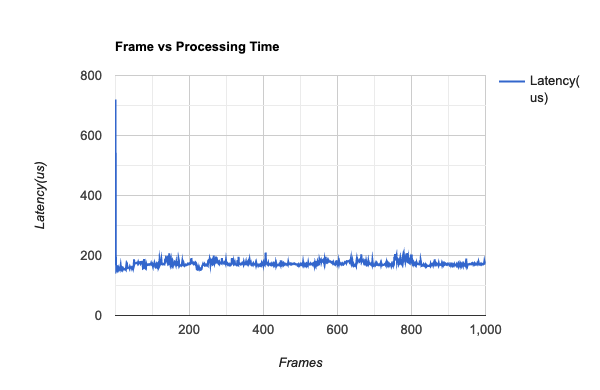 Frame vs Processing Time
800
600
400
200
0
Latency(us)
200
400
600
800
1,000
Frames
Latency(
us)